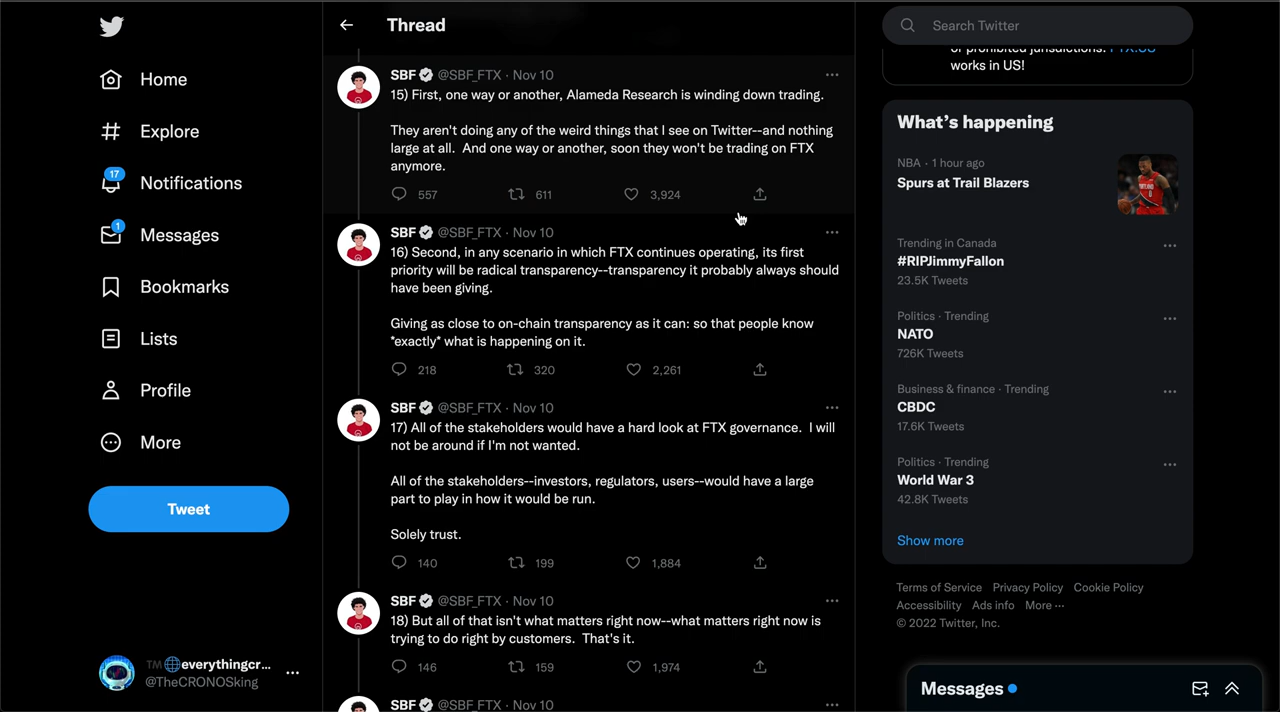 Home
Explore
17
Notifications
1
Messages
Bookmarks
Lists
Profile
More
Tweet
TM🌐everythingcr...
@TheCRONOSking
Thread
SBF @SBF_FTX · Nov 10
15) First, one way or another, Alameda Research is winding down trading.
They aren't doing any of the weird things that I see on Twitter--and nothing
large at all.  And one way or another, soon they won't be trading on FTX
anymore.
557 611 3,924
SBF @SBF_FTX · Nov 10
16) Second, in any scenario in which FTX continues operating, its first
priority will be radical transparency--transparency it probably always should
have been giving.
Giving as close to on-chain transparency as it can: so that people know
*exactly* what is happening on it.
218 320 2,261
SBF @SBF_FTX · Nov 10
17) All of the stakeholders would have a hard look at FTX governance.  I will
not be around if I'm not wanted.
All of the stakeholders--investors, regulators, users--would have a large
part to play in how it would be run.
Solely trust.
140 199 1,884
SBF @SBF_FTX · Nov 10
18) But all of that isn't what matters right now--what matters right now is
trying to do right by customers.  That's it.
146 159 1,974
SBF @SBF_FTX · Nov 10
Search Twitter
or prohibited jurisdictions. FTX.US
works in US!
What's happening
NBA · 1 hour ago
Spurs at Trail Blazers
Trending in Canada
#RIPJimmyFallon
23.5K Tweets
Politics · Trending
NATO
726K Tweets
Business & finance · Trending
CBDC
17.6K Tweets
Politics · Trending
World War 3
42.8K Tweets
Show more
Terms of Service Privacy Policy Cookie Policy
Accessibility Ads info More ···
© 2022 Twitter, Inc.
Messages